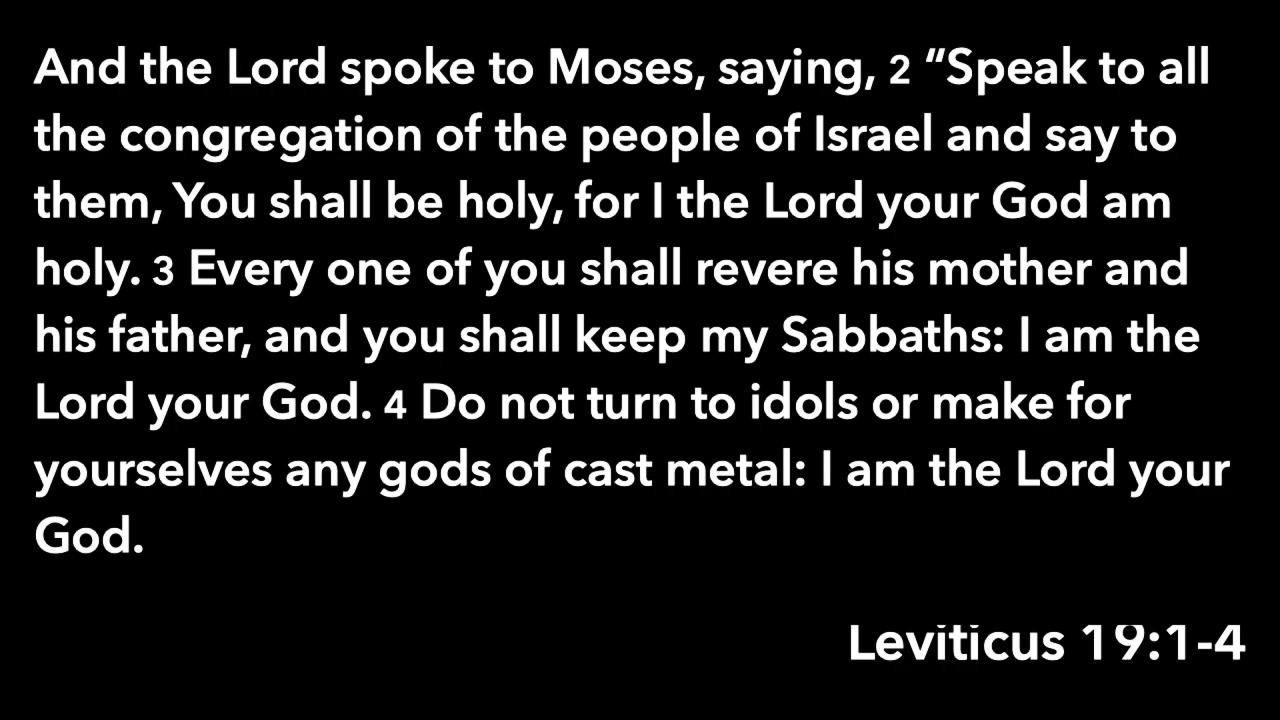 And the Lord spoke to Moses, saying, 2 “Speak to all
the congregation of the people of Israel and say to
them, You shall be holy, for I the Lord your God am
holy. 3 Every one of you shall revere his mother and
his father, and you shall keep my Sabbaths: I am the
Lord your God. 4 Do not turn to idols or make for
yourselves any gods of cast metal: I am the Lord your
God.
Leviticus 19:1-4